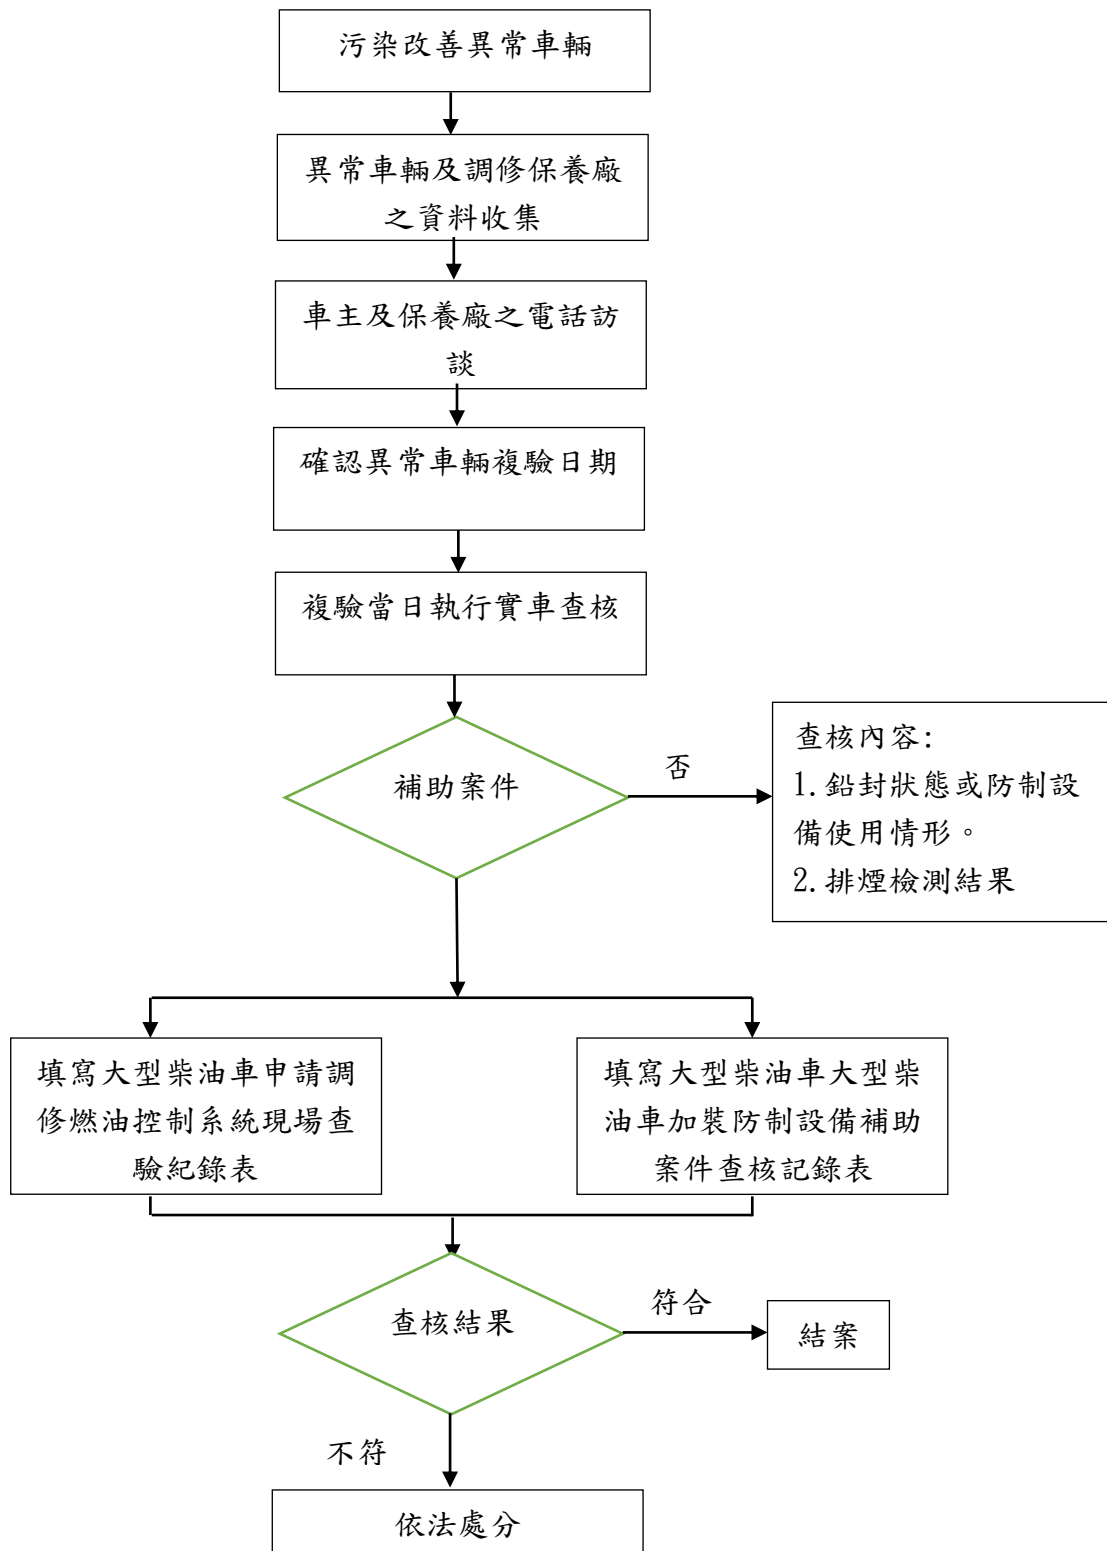 污染改善異常車輛
異常車輛及調修保養廠
之資料收集
車主及保養廠之電話訪
談
確認異常車輛複驗日期
複驗當日執行實車查核
補助案件
否
查核內容:
1.鉛封狀態或防制設
備使用情形。
2.排煙檢測結果
填寫大型柴油車申請調
修燃油控制系統現場查
驗紀錄表
填寫大型柴油車大型柴
油車加裝防制設備補助
案件查核記錄表
查核結果
符合
結案
不符
依法處分